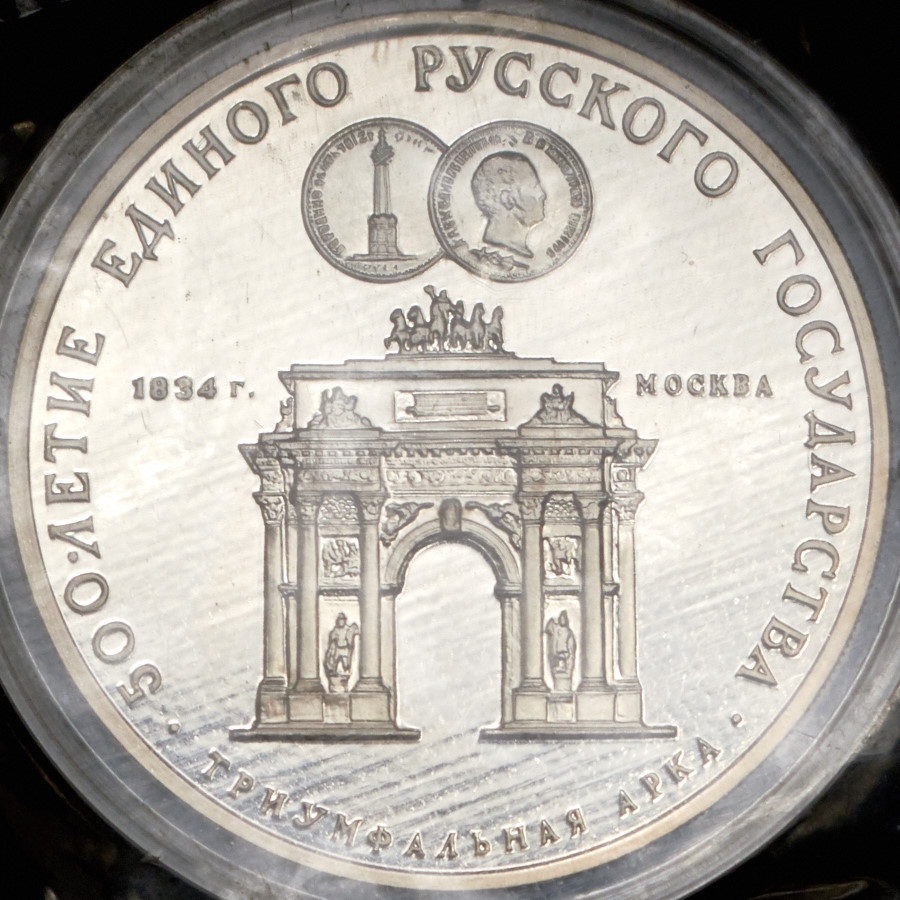 500-ЛЕТИЕ ЕДИНОГО РУССКОГО ГОСУДАРСТВА
1834 г.
МОСКВА
· ТРИУМФАЛЬНАЯ АРКА ·